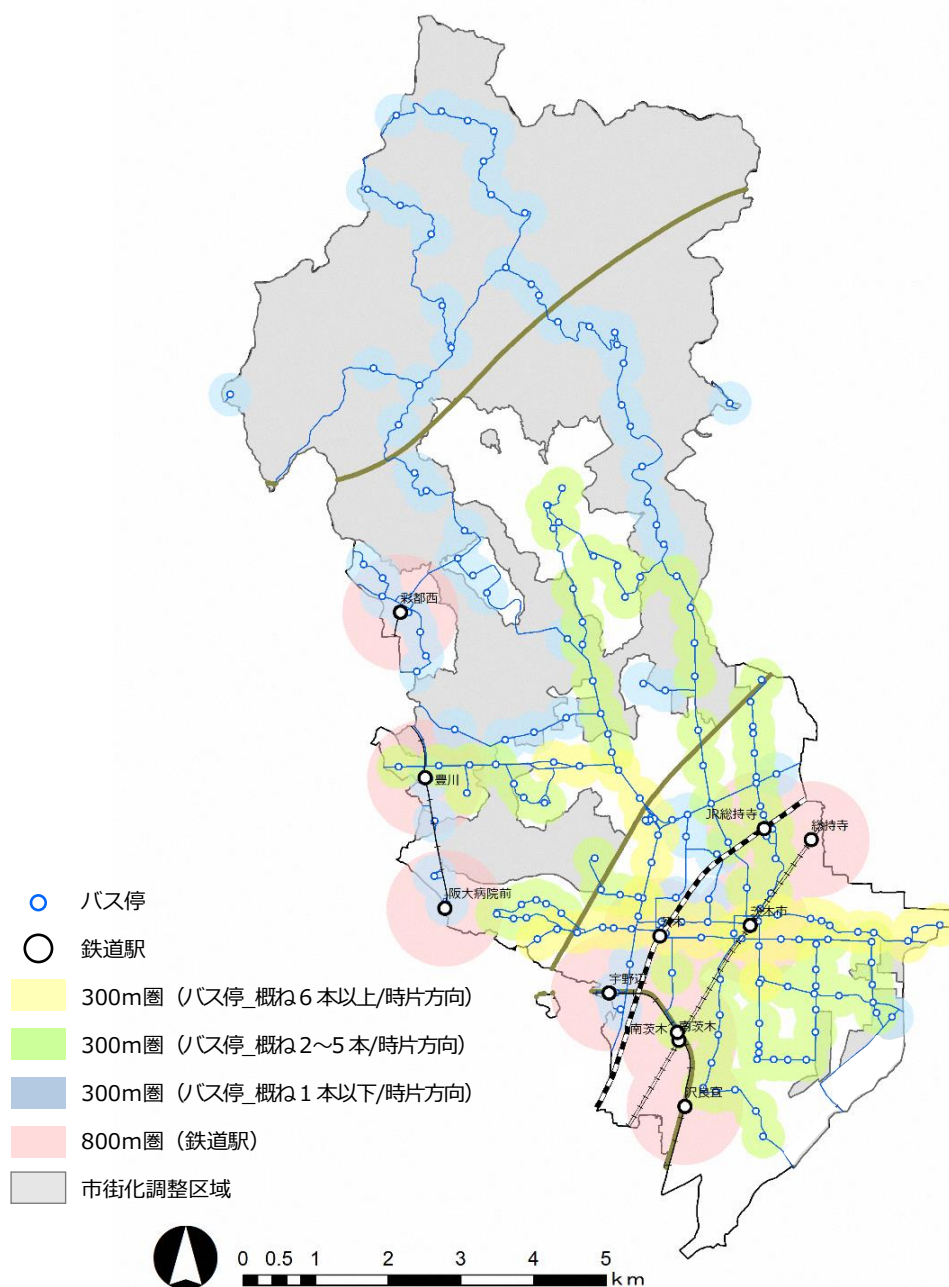 彩都西
豊川
JR総持寺
総持寺
阪大病院前
茨木
茨木市
宇野辺
南茨木
南茨木
沢良宜
バス停
鉄道駅
300m圏（バス停_概ね６本以上/時片方向）
300m圏（バス停_概ね２～５本/時片方向）
300m圏（バス停_概ね１本以下/時片方向）
800m圏（鉄道駅）
市街化調整区域
0 0.5 1 2 3 4 5
km